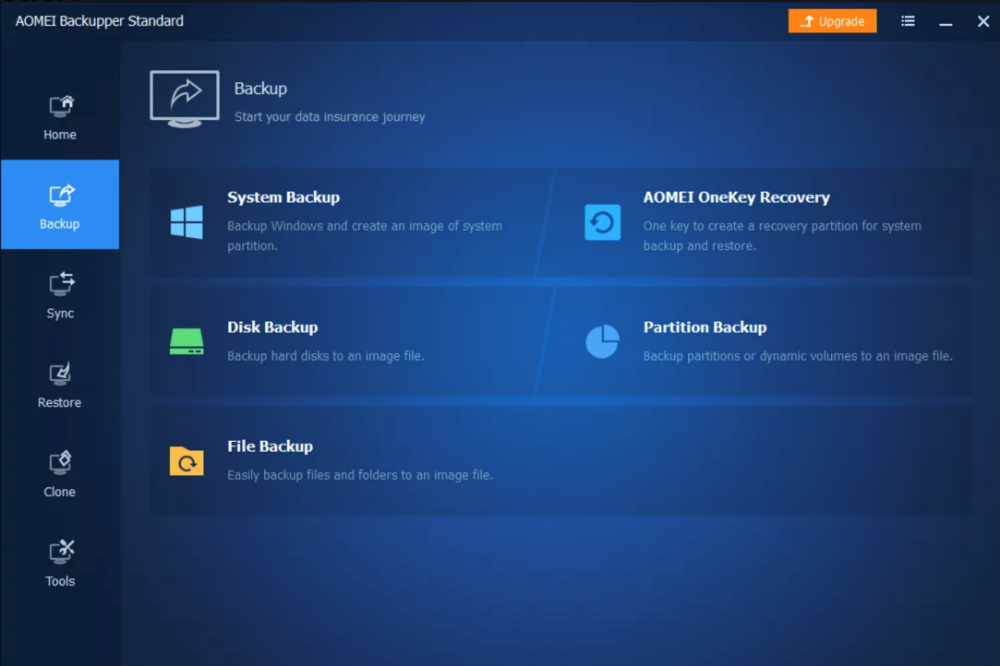 AOMEI Backupper Standard
Upgrade
Home
Backup
Sync
Restore
Clone
Tools
Backup
Start your data insurance journey
System Backup
Backup Windows and create an image of system
partition.
AOMEI OneKey Recovery
One key to create a recovery partition for system
backup and restore.
Disk Backup
Backup hard disks to an image file.
Partition Backup
Backup partitions or dynamic volumes to an image file.
File Backup
Easily backup files and folders to an image file.